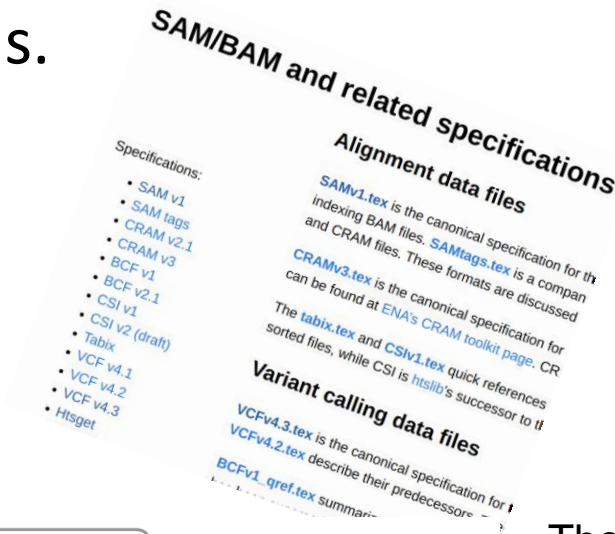 s.
SAM/BAM and related specifications
Specifications:
• SAM v1
• SAM tags
• CRAM v2.1
• CRAM v3
• BCF v1
• BCF v2.1
• CSI v1
• CSI v2 (draft)
• Tabix
• VCF v4.1
• VCF v4.2
• VCF v4.3
• Htsget
Alignment data files
SAMv1.tex is the canonical specification for
indexing BAM files. SAMtags.tex is a
and CRAM files. These formats are discussed
CRAMv3.tex is the canonical specification for
can be found at ENA's CRAM toolkit page. CR
The tabix.tex and CSIv1.tex quick references
sorted files, while CSI is htslib's successor to
Variant calling data files
VCFv4.3.tex is the canonical specification for
VCFv4.2.tex describe their predecessors.
BCFv1_qref.tex